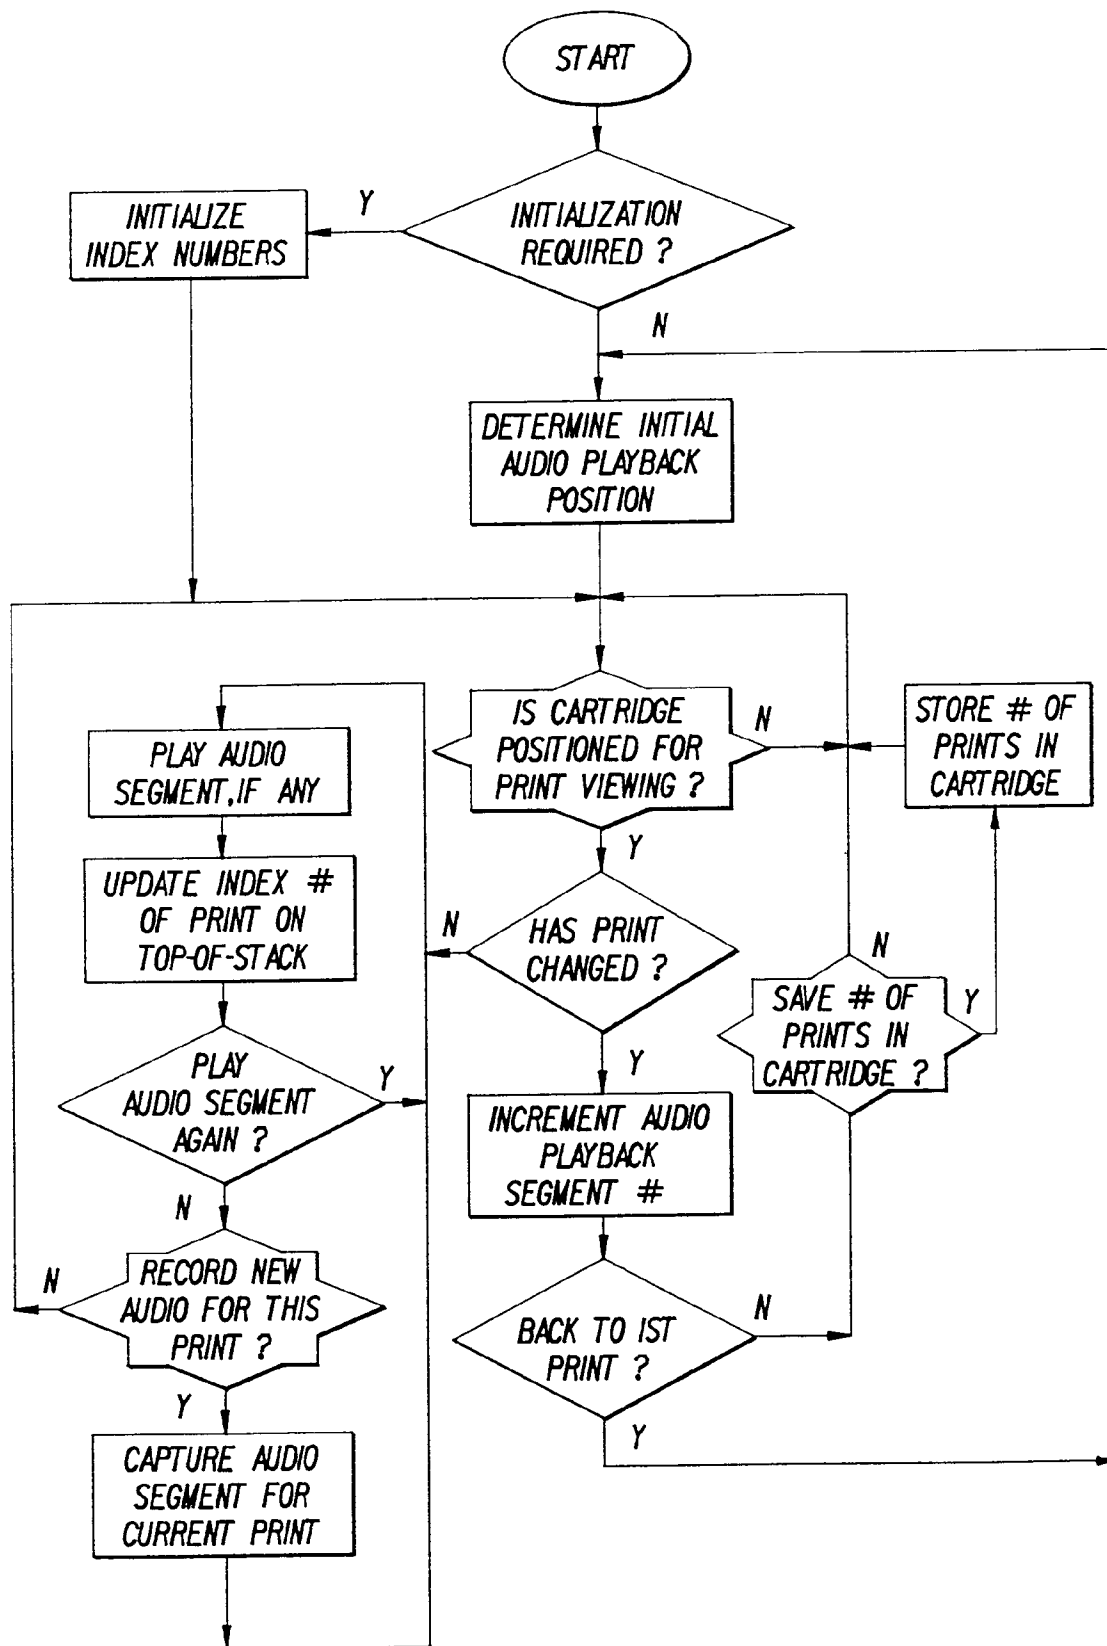 START
INITIALIZATION
REQUIRED ?
Y
INITIALIZE
INDEX NUMBERS
N
DETERMINE INITIAL
AUDIO PLAYBACK
POSITION
IS CARTRIDGE
POSITIONED FOR
PRINT VIEWING ?
N
STORE # OF
PRINTS IN
CARTRIDGE
Y
PLAY AUDIO
SEGMENT, IF ANY
UPDATE INDEX #
OF PRINT ON
TOP-OF-STACK
N
HAS PRINT
CHANGED ?
Y
N
SAVE # OF
PRINTS IN
CARTRIDGE ?
Y
PLAY
AUDIO SEGMENT
AGAIN ?
Y
N
INCREMENT AUDIO
PLAYBACK
SEGMENT #
RECORD NEW
AUDIO FOR THIS
PRINT ?
N
Y
BACK TO 1ST
PRINT ?
N
Y
CAPTURE AUDIO
SEGMENT FOR
CURRENT PRINT